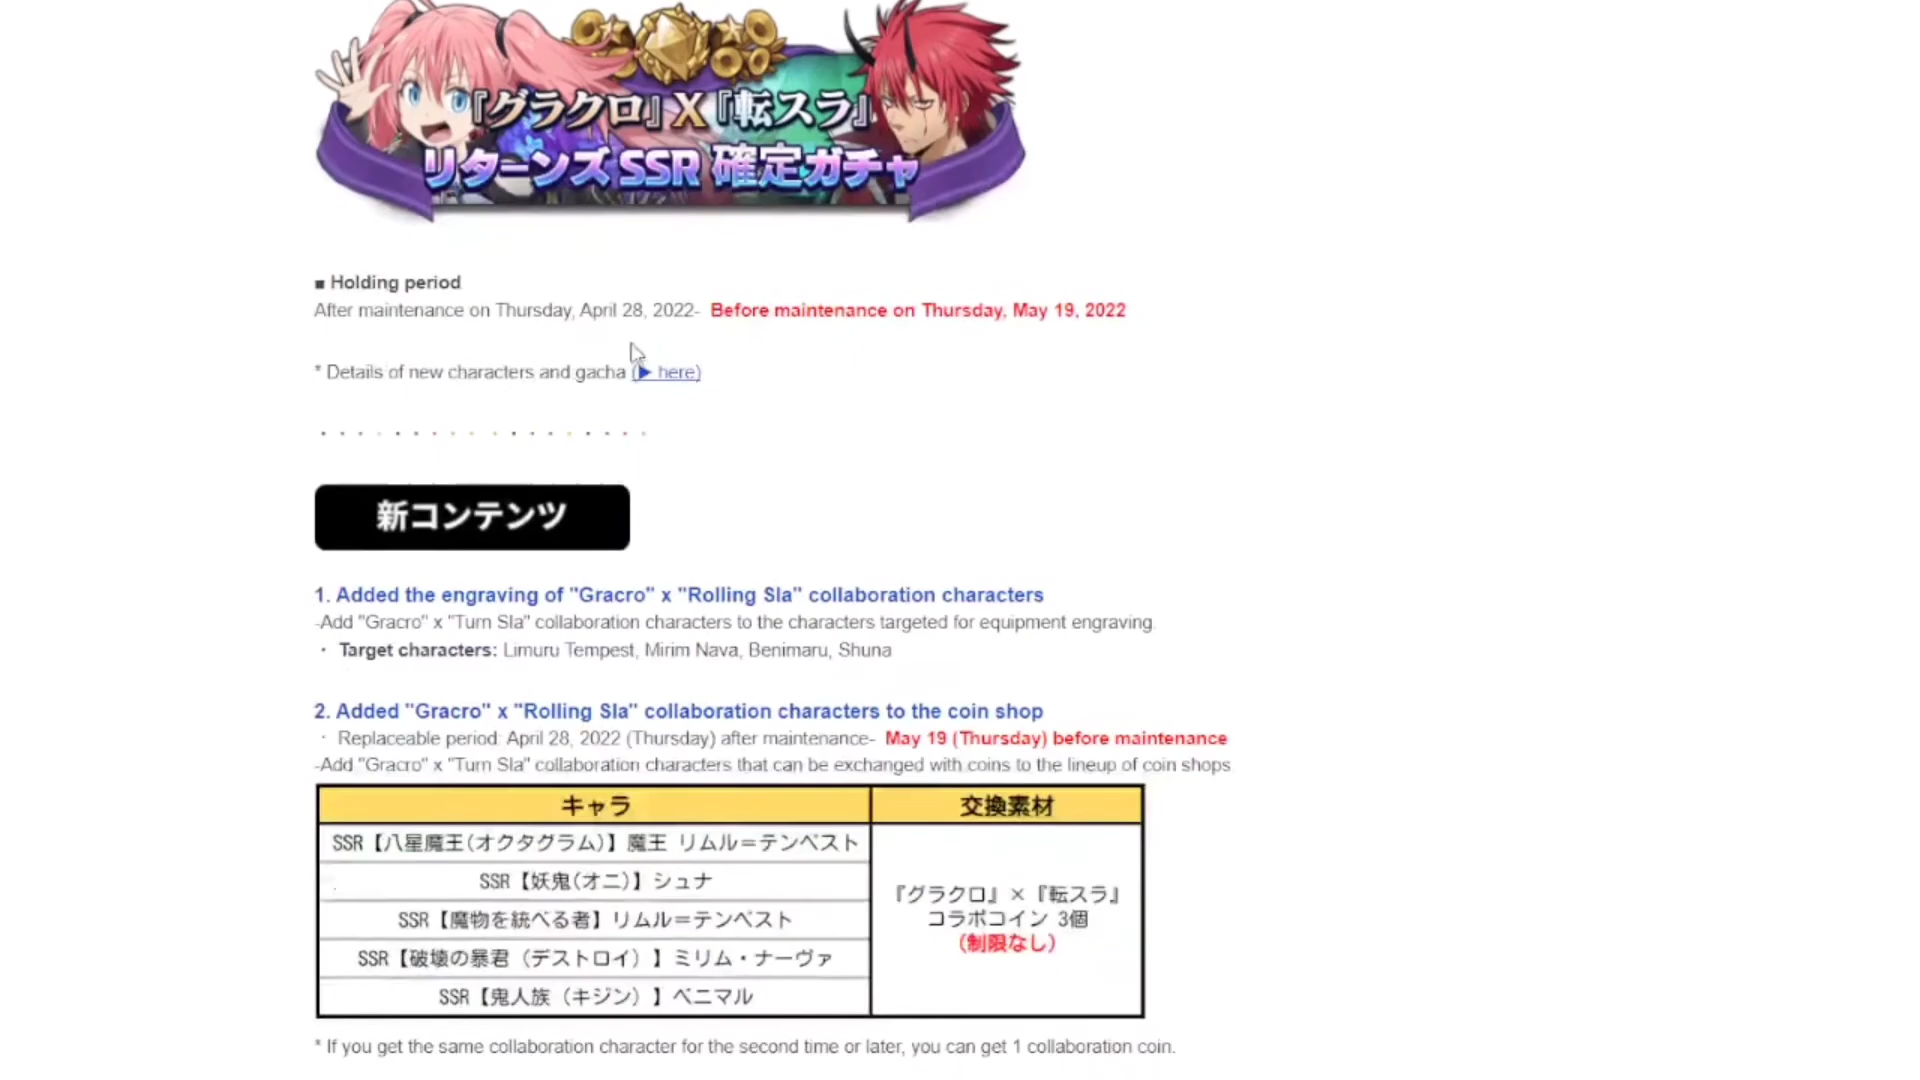 『グラクロ』X『転スラ』
リターンズSSR 確定ガチャ
■ Holding period
After maintenance on Thursday, April 28, 2022- Before maintenance on Thursday, May 19, 2022
* Details of new characters and gacha (▶ here)
新コンテンツ
1. Added the engraving of "Gracro" x "Rolling Sla" collaboration characters
-Add "Gracro" x "Turn Sla" collaboration characters to the characters targeted for equipment engraving.
・ Target characters: Limuru Tempest, Mirim Nava, Benimaru, Shuna
2. Added "Gracro" x "Rolling Sla" collaboration characters to the coin shop
・ Replaceable period: April 28, 2022 (Thursday) after maintenance- May 19 (Thursday) before maintenance
-Add "Gracro" x "Turn Sla" collaboration characters that can be exchanged with coins to the lineup of coin shops.
キャラ 交換素材
SSR【八星魔王(オクタグラム)】魔王 リムル＝テンペスト
SSR【妖鬼(オニ)】シュナ
SSR【魔物を統べる者】リムル＝テンペスト
SSR【破壊の暴君（デストロイ）】ミリム・ナーヴァ
SSR【鬼人族（キジン）】ベニマル
『グラクロ』×『転スラ』
コラボコイン 3個
(制限なし)
* If you get the same collaboration character for the second time or later, you can get 1 collaboration coin.